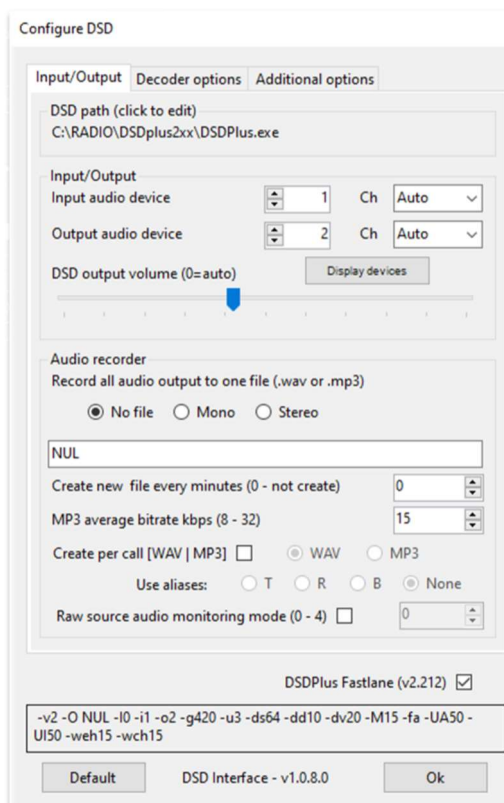 Configure DSD
Input/Output Decoder options Additional options
DSD path (click to edit)
C:\RADIO\DSDplus2xx\DSDPlus.exe
Input/Output
Input audio device 1 Ch Auto
Output audio device 2 Ch Auto
DSD output volume (0=auto) Display devices
Audio recorder
Record all audio output to one file (.wav or .mp3)
No file Mono Stereo
NUL
Create new file every minutes (0 - not create) 0
MP3 average bitrate kbps (8 - 32) 15
Create per call [WAV | MP3] WAV MP3
Use aliases: T R B None
Raw source audio monitoring mode (0 - 4) 0
DSDPlus Fastlane (v2.212)
-v2 -O NUL -I0 -i1 -o2 -g420 -u3 -ds64 -dd10 -dv20 -M15 -fa -UA50 -
UI50 -weh15 -wch15
Default DSD Interface - v1.0.8.0 Ok